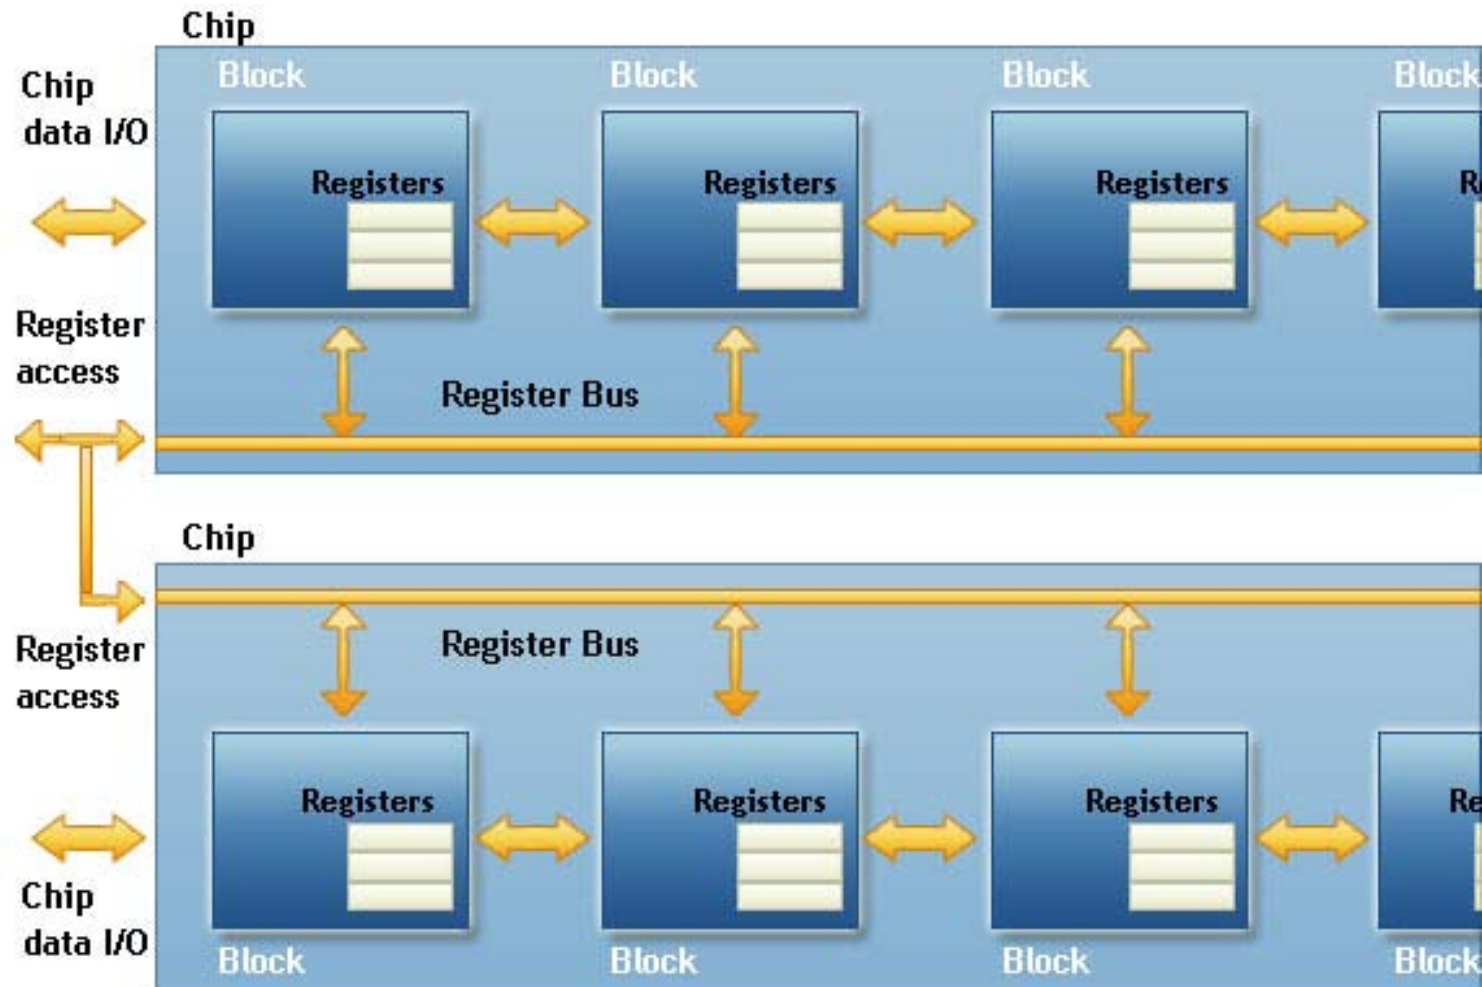 Chip
Block Block Block Block
Chip
data I/O
Registers Registers Registers
Register
access
Register Bus
Chip
Register Bus
Register
access
Registers Registers Registers
Chip
data I/O
Block Block Block Block